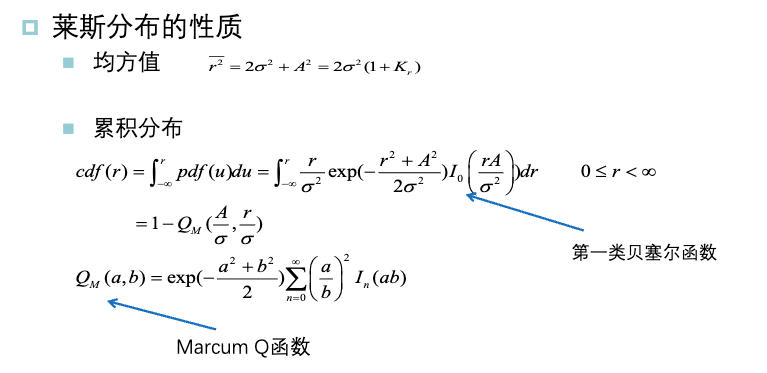 莱斯分布的性质
均方值 $\overline{r^2} = 2\sigma^2 + A^2 = 2\sigma^2(1+K_r)$
累积分布
$cdf(r) = \int_{-\infty}^{r} pdf(u)du = \int_{-\infty}^{r} \frac{r}{\sigma^2} \exp(-\frac{r^2+A^2}{2\sigma^2}) I_0\left(\frac{rA}{\sigma^2}\right))dr \quad 0 \le r < \infty$
$= 1 - Q_M(\frac{A}{\sigma}, \frac{r}{\sigma})$
第一类贝塞尔函数
$Q_M(a,b) = \exp(-\frac{a^2+b^2}{2}) \sum_{n=0}^{\infty} \left(\frac{a}{b}\right)^2 I_n(ab)$
Marcum Q函数